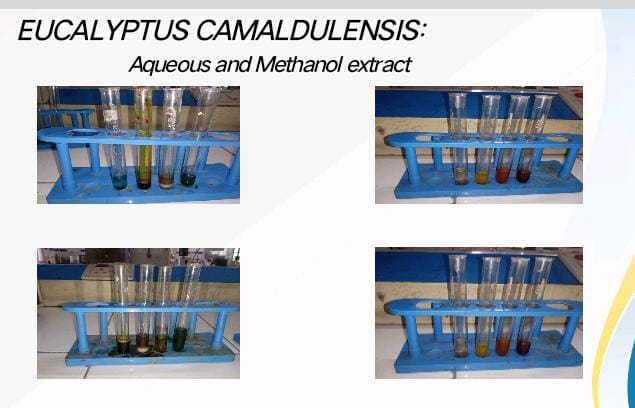 EUCALYPTUS CAMALDULENSIS:
Aqueous and Methanol extract